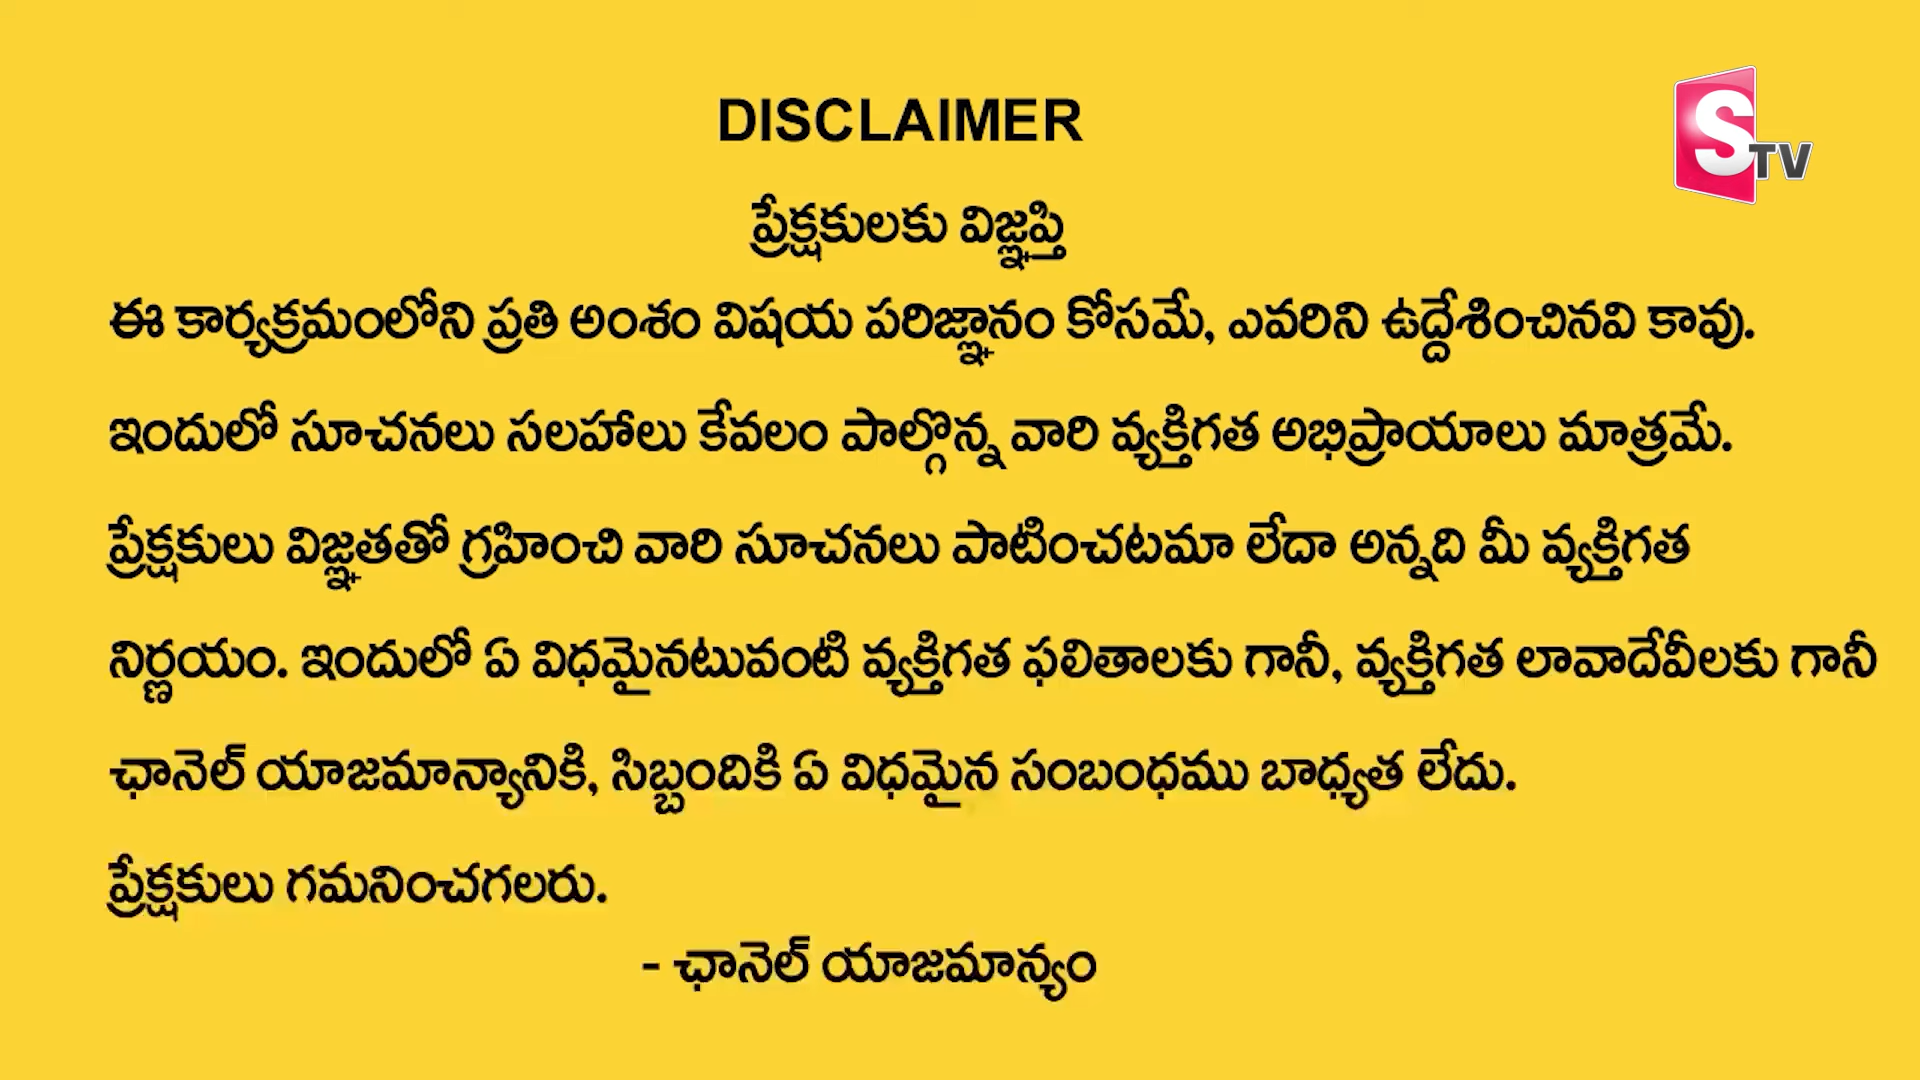 DISCLAIMER
STV
ప్రేక్షకులకు విజ్ఞప్తి
ఈ కార్యక్రమంలోని ప్రతి అంశం విషయ పరిజ్ఞానం కోసమే, ఎవరిని ఉద్దేశించినవి కావు.
ఇందులో సూచనలు సలహాలు కేవలం పాల్గొన్న వారి వ్యక్తిగత అభిప్రాయాలు మాత్రమే.
ప్రేక్షకులు విజ్ఞతతో గ్రహించి వారి సూచనలు పాటించటమా లేదా అన్నది మీ వ్యక్తిగత
నిర్ణయం. ఇందులో ఏ విధమైనటువంటి వ్యక్తిగత ఫలితాలకు గానీ, వ్యక్తిగత లావాదేవీలకు గానీ
ఛానెల్ యాజమాన్యానికి, సిబ్బందికి ఏ విధమైన సంబంధము బాధ్యత లేదు.
ప్రేక్షకులు గమనించగలరు.
- ఛానెల్ యాజమాన్యం